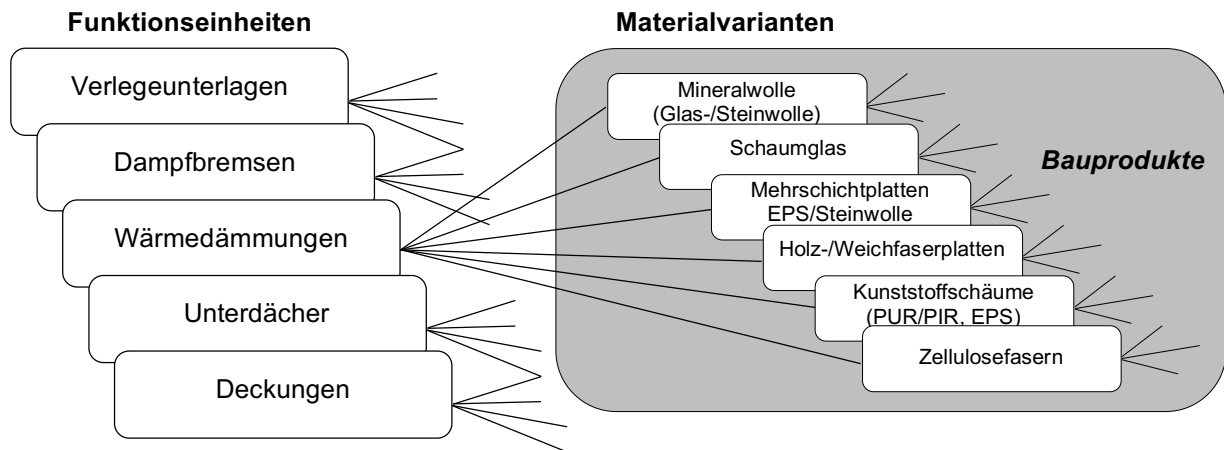 Funktionseinheiten
Verlegeunterlagen
Dampfbremsen
Wärmedämmungen
Unterdächer
Deckungen
Materialvarianten
Mineralwolle
(Glas-/Steinwolle)
Schaumglas
Mehrschichtplatten
EPS/Steinwolle
Holz-/Weichfaserplatten
Kunststoffschäume
(PUR/PIR, EPS)
Zellulosefasern
Bauprodukte